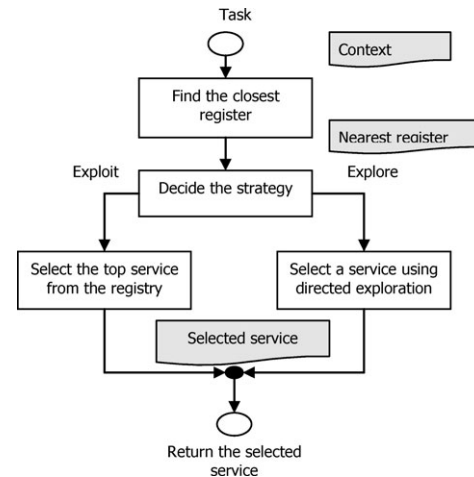 Task
Context
Find the closest
register
Nearest register
Exploit
Explore
Decide the strategy
Select the top service
from the registry
Select a service using
directed exploration
Selected service
Return the selected
service